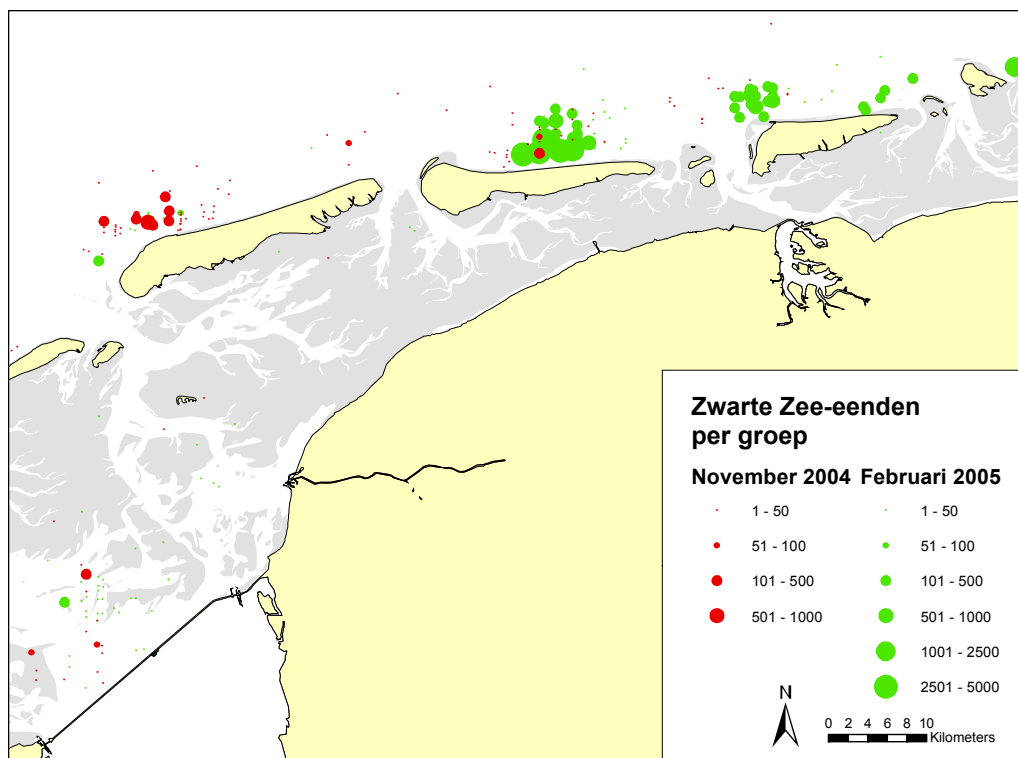 Zwarte Zee-eenden
per groep
November 2004 Februari 2005
1 - 50 1 - 50
51 - 100 51 - 100
101 - 500 101 - 500
501 - 1000 501 - 1000
1001 - 2500
2501 - 5000
N
0 2 4 6 8 10
Kilometers